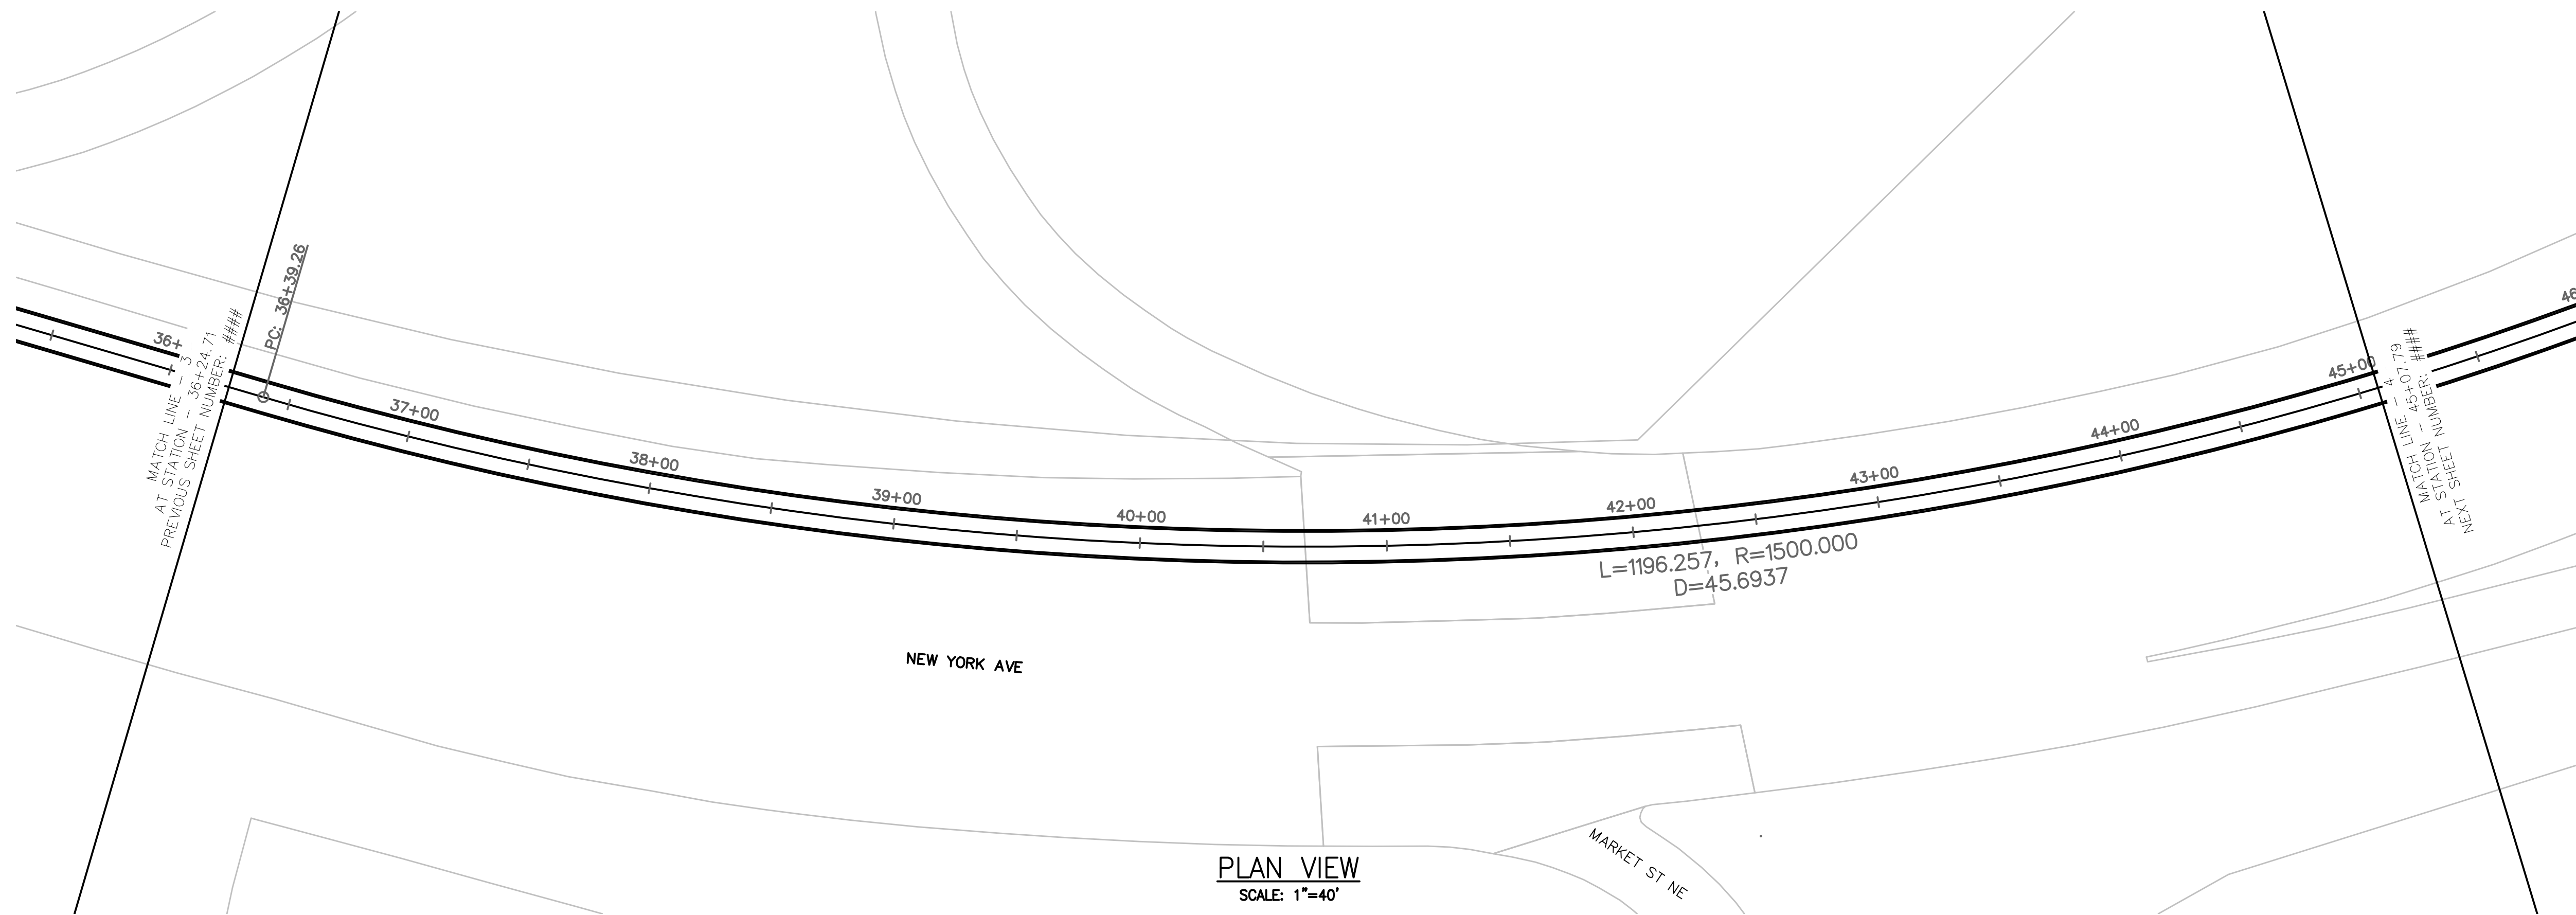 36+
MATCH LINE - 3
AT STATION - 36+24.71
PREVIOUS SHEET NUMBER: ####
PC: 36+39.26
37+00
38+00
39+00
40+00
41+00
42+00
43+00
44+00
45+00
46
L=1196.257, R=1500.000
D=45.6937
MATCH LINE - 4
AT STATION - 45+07.79
NEXT SHEET NUMBER: ####
NEW YORK AVE
MARKET ST NE
PLAN VIEW
SCALE: 1"=40'